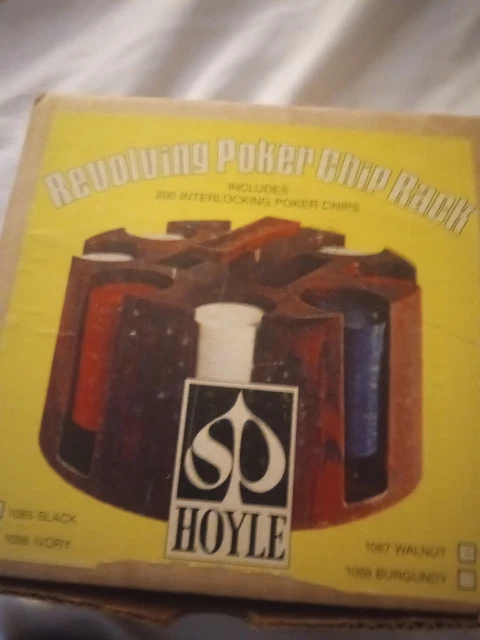 Revolving Poker Chip Rack
INCLUDES
200 INTERLOCKING POKER CHIPS
HOYLE
1085 BLACK
1086 IVORY
1087 WALNUT
1088 BURGUNDY